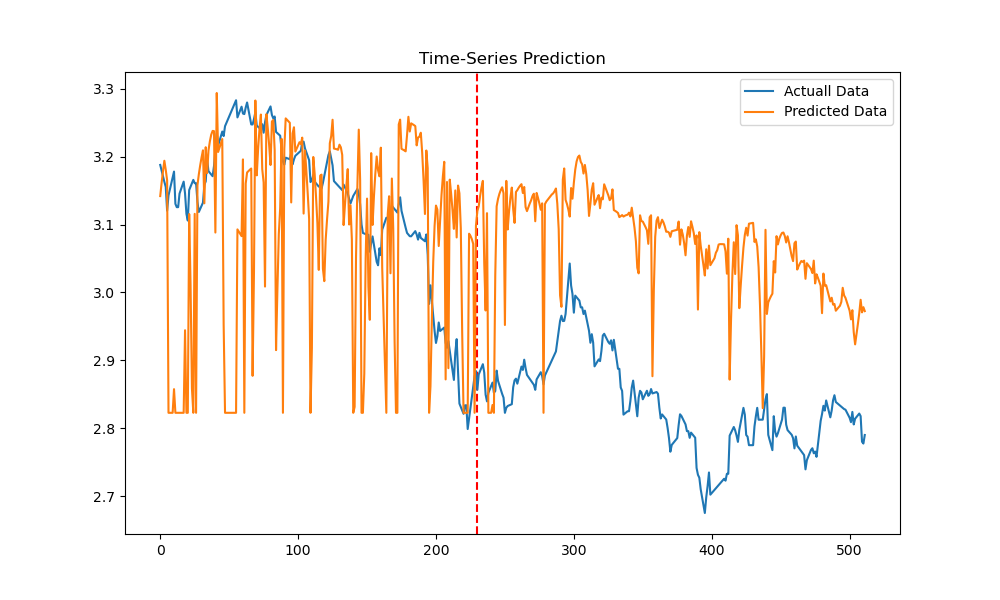 Time-Series Prediction
Actuall Data
Predicted Data
3.3
3.2
3.1
3.0
2.9
2.8
2.7
0 100 200 300 400 500